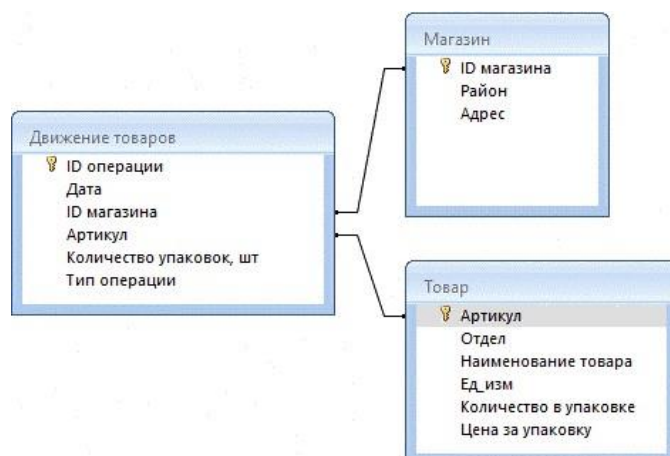 Движение товаров
ID операции
Дата
ID магазина
Артикул
Количество упаковок, шт
Тип операции
Магазин
ID магазина
Район
Адрес
Товар
Артикул
Отдел
Наименование товара
Ед_изм
Количество в упаковке
Цена за упаковку